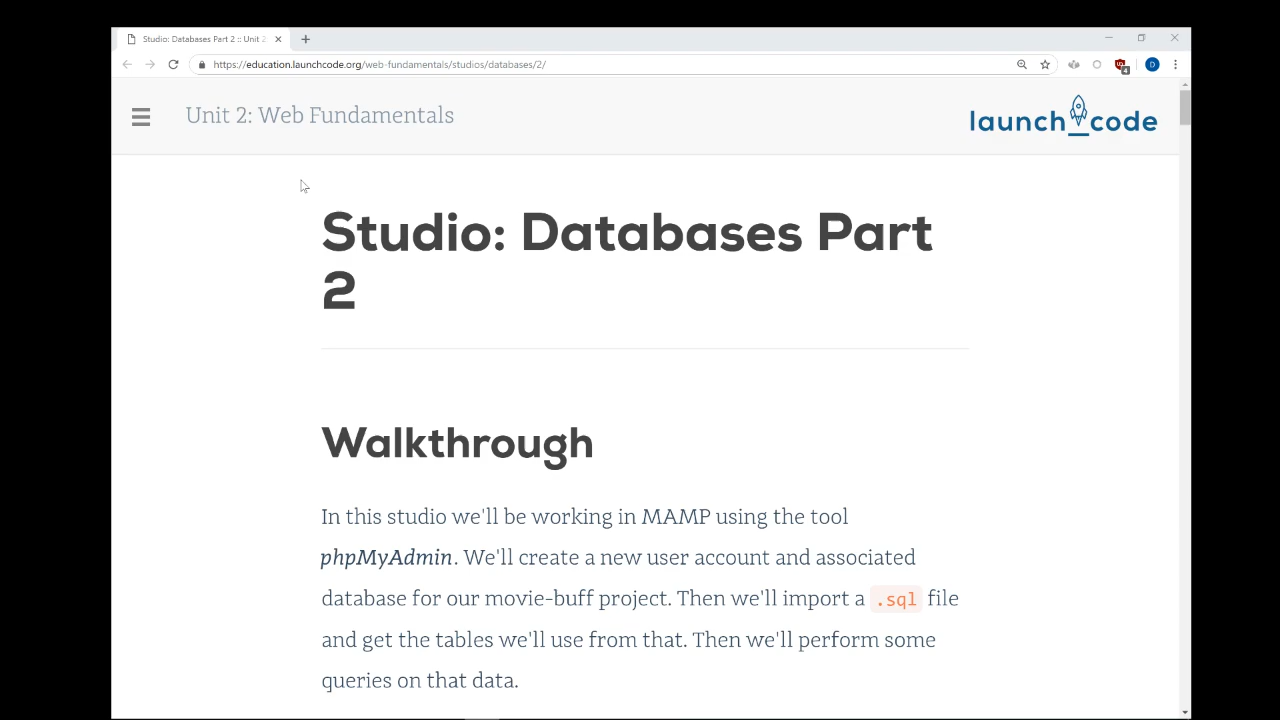 Studio: Databases Part 2 :: Unit 2
https://education.launchcode.org/web-fundamentals/studios/databases/2/
4
D
Unit 2: Web Fundamentals
launch_code
Studio: Databases Part
2
Walkthrough
In this studio we'll be working in MAMP using the tool
phpMyAdmin. We'll create a new user account and associated
database for our movie-buff project. Then we'll import a .sql file
and get the tables we'll use from that. Then we'll perform some
queries on that data.